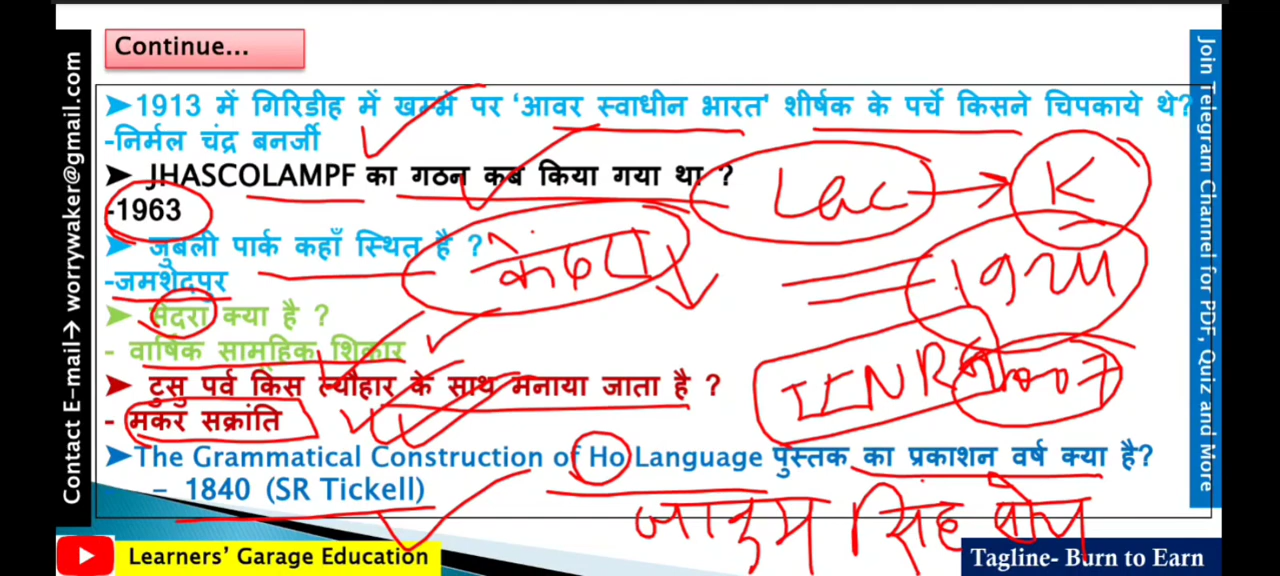 Continue...
➤1913 में गिरिडीह में खम्भे पर ‘आवर स्वाधीन भारत’ शीर्षक के पर्चे किसने चिपकाये थे?
-निर्मल चंद्र बनर्जी
➤ JHASCOLAMPF का गठन कब किया गया था ?
-1963
Lac
K
➤ जुबली पार्क कहाँ स्थित है ?
-जमशेदपुर
➤ सेंदरा क्या है ?
- वार्षिक सामूहिक शिकार
➤ टुसु पर्व किस त्यौहार के साथ मनाया जाता है ?
- मकर सक्रांति
➤The Grammatical Construction of Ho Language पुस्तक का प्रकाशन वर्ष क्या है?
– 1840 (SR Tickell)
सिंह
Contact E-mail→ worrywaker@gmail.com
Join Telegram Channel for PDF, Quiz and More
Learners’ Garage Education
Tagline- Burn to Earn